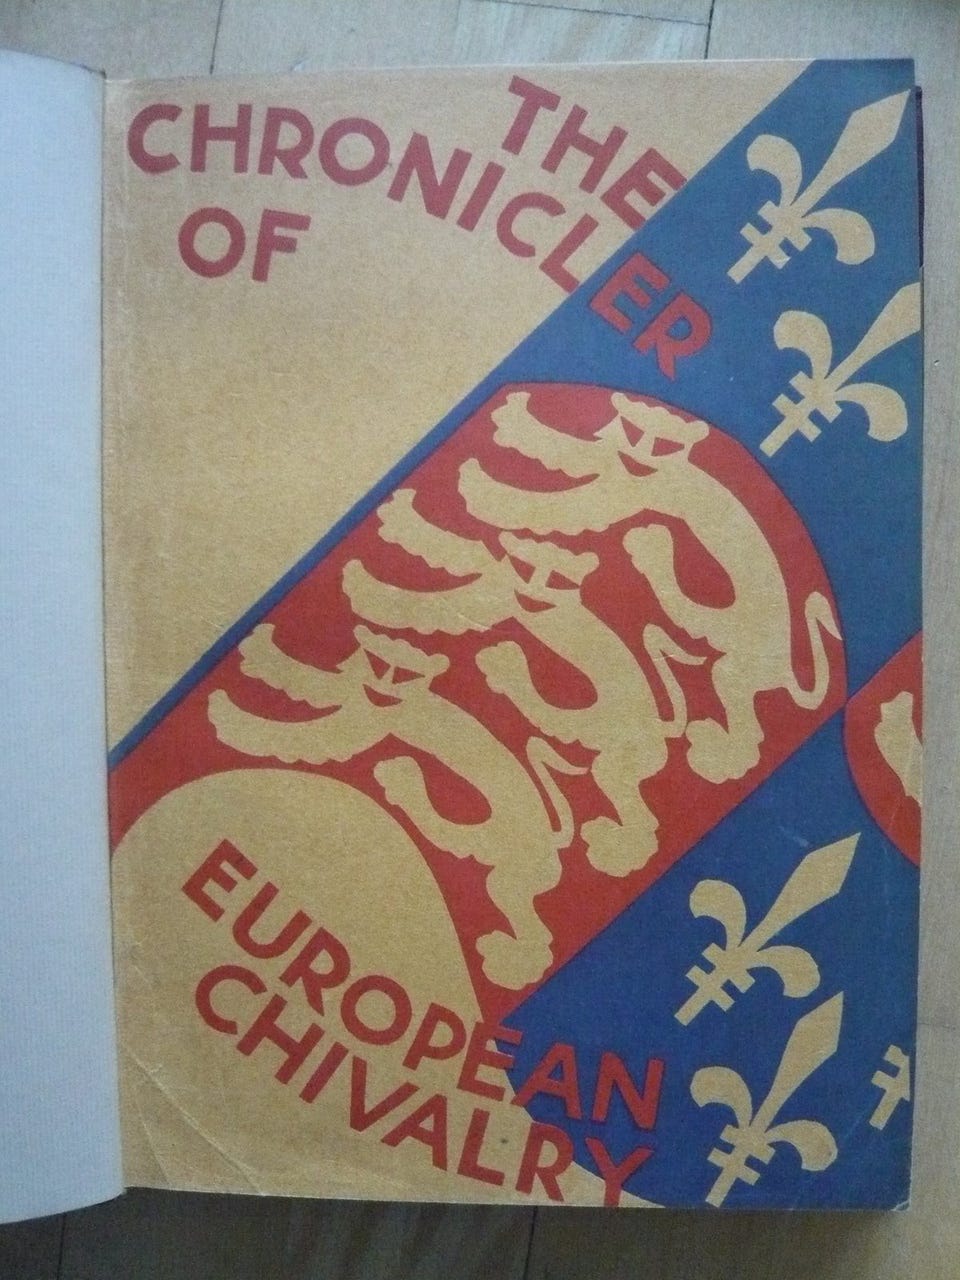 THE
CHRONICLER
OF
EUROPEAN
CHIVALRY